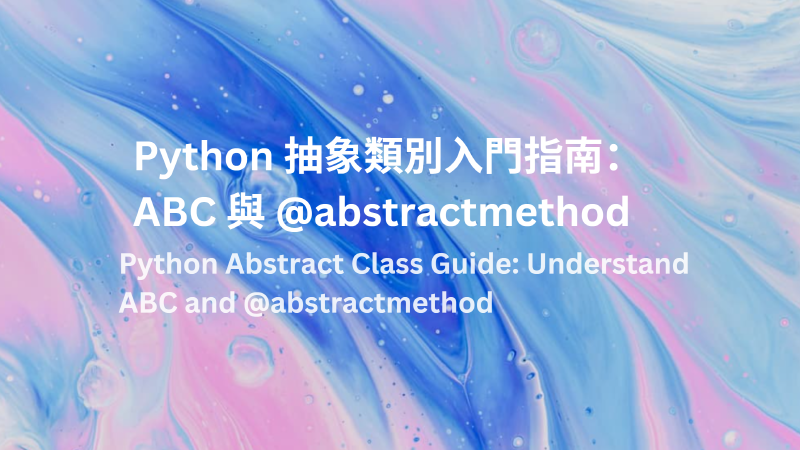 Python 抽象類別入門指南：
ABC 與 @abstractmethod
Python Abstract Class Guide: Understand
ABC and @abstractmethod